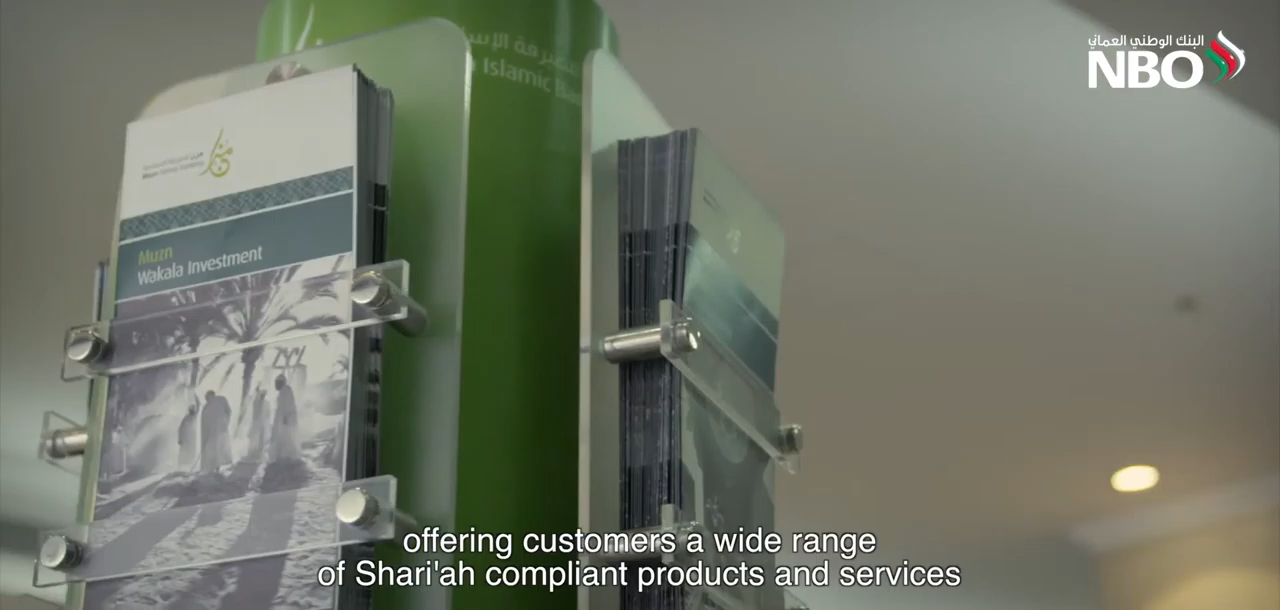 البنك الوطني العماني
NBO
Islamic
Muzn
Wakala Investment
offering customers a wide range
of Shari'ah compliant products and services